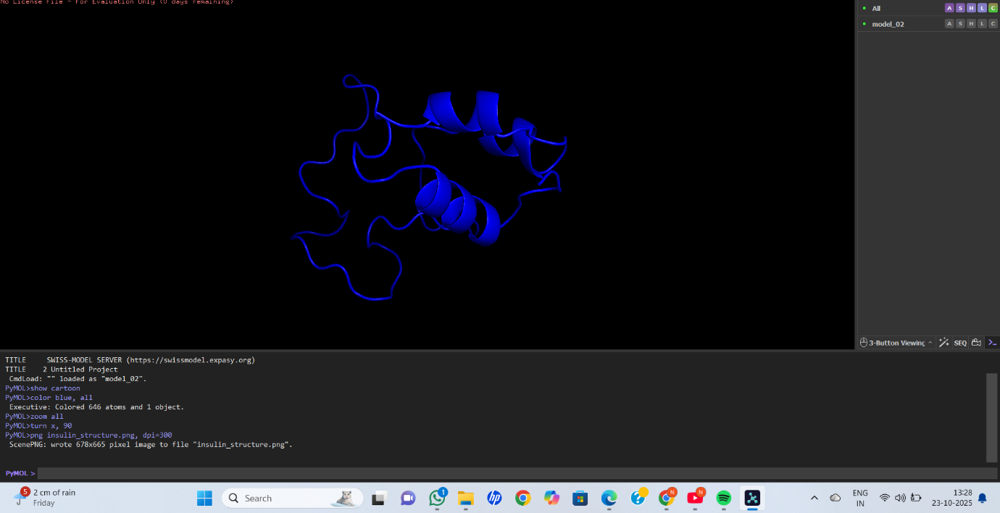 No License File - For Evaluation Only (0 days remaining)
All A S H L C
model_02 A S H L C
3-Button Viewing SEQ
TITLE SWISS-MODEL SERVER (https://swissmodel.expasy.org)
TITLE 2 Untitled Project
CmdLoad: "" loaded as "model_02".
PyMOL>show cartoon
PyMOL>color blue, all
Executive: Colored 646 atoms and 1 object.
PyMOL>zoom all
PyMOL>turn x, 90
PyMOL>png insulin_structure.png, dpi=300
ScenePNG: wrote 678x665 pixel image to file "insulin_structure.png".
PyMOL >
5 2 cm of rain
Friday
Search
1
hp
N
N
ENG
IN
13:28
23-10-2025